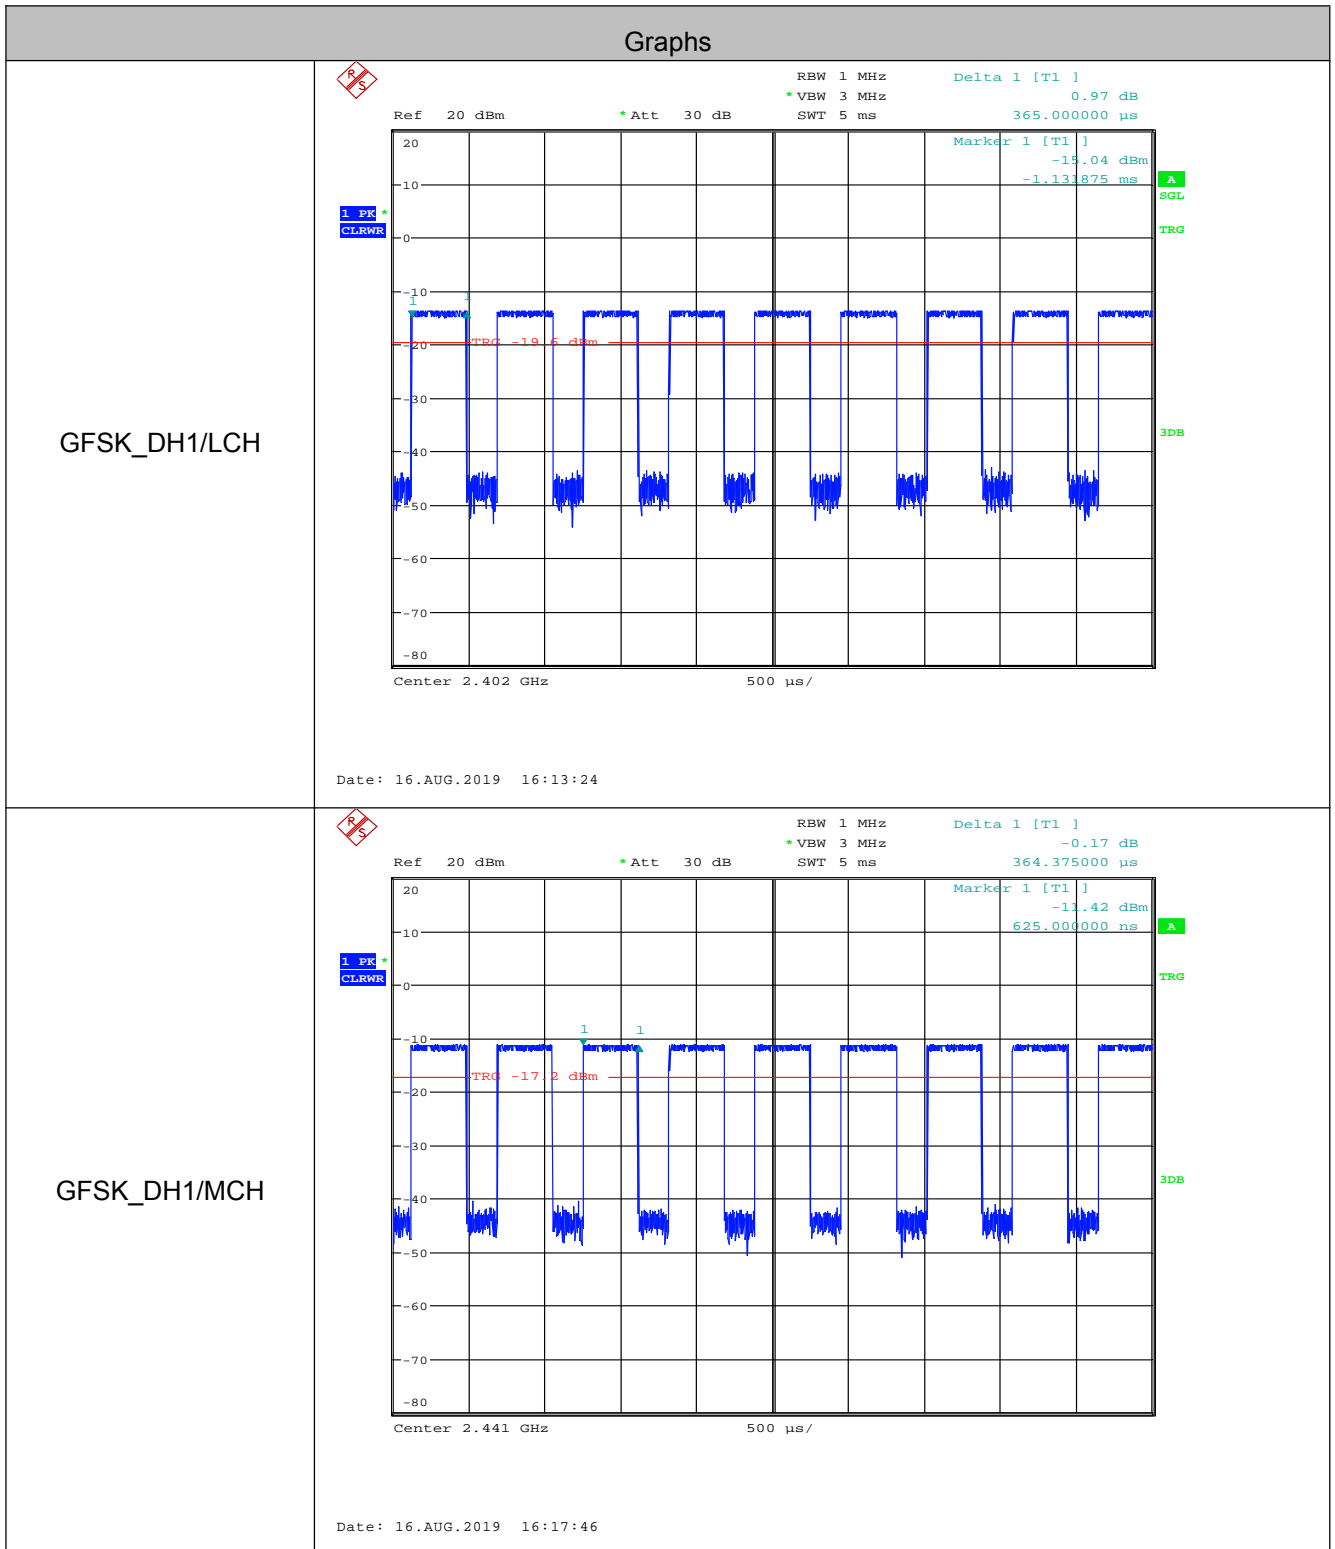 Graphs
GFSK_DH1/LCH
R S
RBW 1 MHz Delta 1 [T1 ]
* VBW 3 MHz 0.97 dB
Ref 20 dBm * Att 30 dB SWT 5 ms 365.000000 µs
20 Marker 1 [T1 ]
-15.04 dBm
10 -1.131875 ms A
SGL
1 PK *
CLRWR 0 TRG
-10
1 1
-20 TRG -19.6 dBm
-30
3DB
-40
-50
-60
-70
-80
Center 2.402 GHz 500 µs/
Date: 16.AUG.2019 16:13:24
GFSK_DH1/MCH
R S
RBW 1 MHz Delta 1 [T1 ]
* VBW 3 MHz -0.17 dB
Ref 20 dBm * Att 30 dB SWT 5 ms 364.375000 µs
20 Marker 1 [T1 ]
-11.42 dBm
10 625.000000 ns A
1 PK *
CLRWR 0 TRG
1 1
-10
TRG -17.2 dBm
-20
-30
3DB
-40
-50
-60
-70
-80
Center 2.441 GHz 500 µs/
Date: 16.AUG.2019 16:17:46